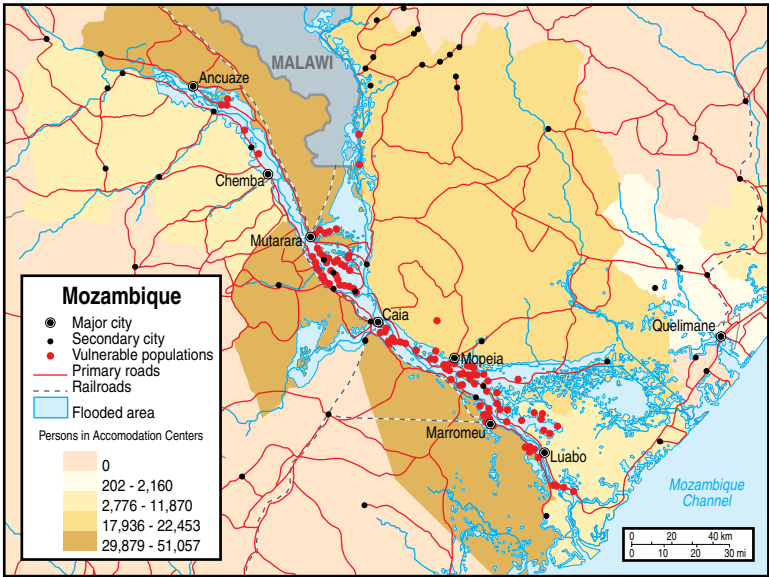 MALAWI
Ancuaze
Chemba
Mutarara
Caia
Mopeia
Quelimane
Marromeu
Luabo
Mozambique
Channel
Mozambique
Major city
Secondary city
Vulnerable populations
Primary roads
Railroads
Flooded area
Persons in Accomodation Centers
0
202 - 2,160
2,776 - 11,870
17,936 - 22,453
29,879 - 51,057
0 20 40 km
0 10 30 mi